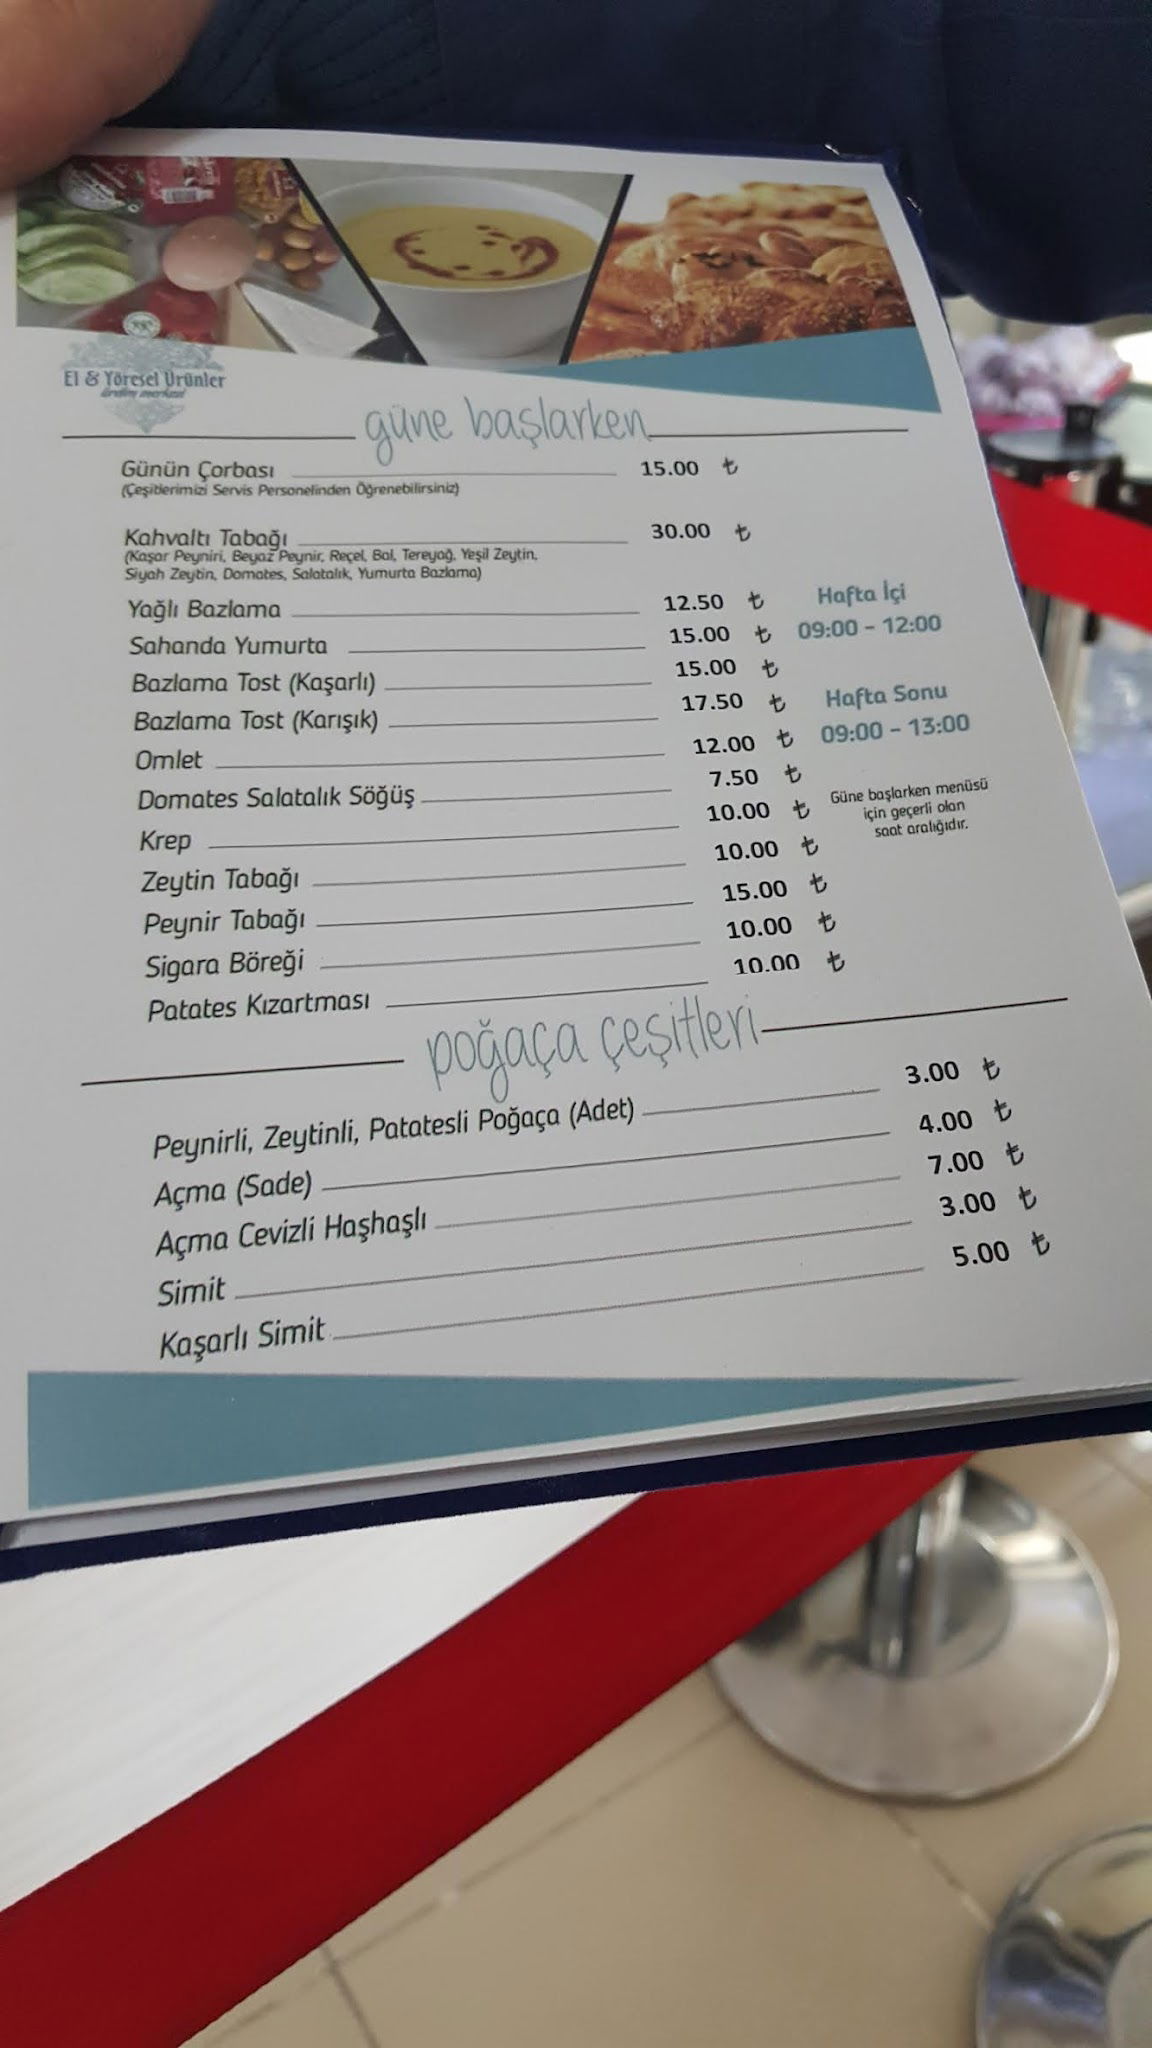 El & Yöresel Ürünler
üretim merkezi
güne başlarken
Günün Çorbası 15.00 ₺
(Çeşitlerimizi Servis Personelinden Öğrenebilirsiniz)
Kahvaltı Tabağı 30.00 ₺
(Kaşar Peyniri, Beyaz Peynir, Reçel, Bal, Tereyağ, Yeşil Zeytin,
Siyah Zeytin, Domates, Salatalık, Yumurta Bazlama)
Yağlı Bazlama 12.50 ₺
Sahanda Yumurta 15.00 ₺
Bazlama Tost (Kaşarlı) 15.00 ₺
Bazlama Tost (Karışık) 17.50 ₺
Omlet 12.00 ₺
Domates Salatalık Söğüş 7.50 ₺
Krep 10.00 ₺
Zeytin Tabağı 10.00 ₺
Peynir Tabağı 15.00 ₺
Sigara Böreği 10.00 ₺
Patates Kızartması 10.00 ₺
Hafta İçi
09:00 - 12:00
Hafta Sonu
09:00 - 13:00
Güne başlarken menüsü
için geçerli olan
saat aralığıdır.
poğaça çeşitleri
Peynirli, Zeytinli, Patatesli Poğaça (Adet) 3.00 ₺
Açma (Sade) 4.00 ₺
Açma Cevizli Haşhaşlı 7.00 ₺
Simit 3.00 ₺
Kaşarlı Simit 5.00 ₺